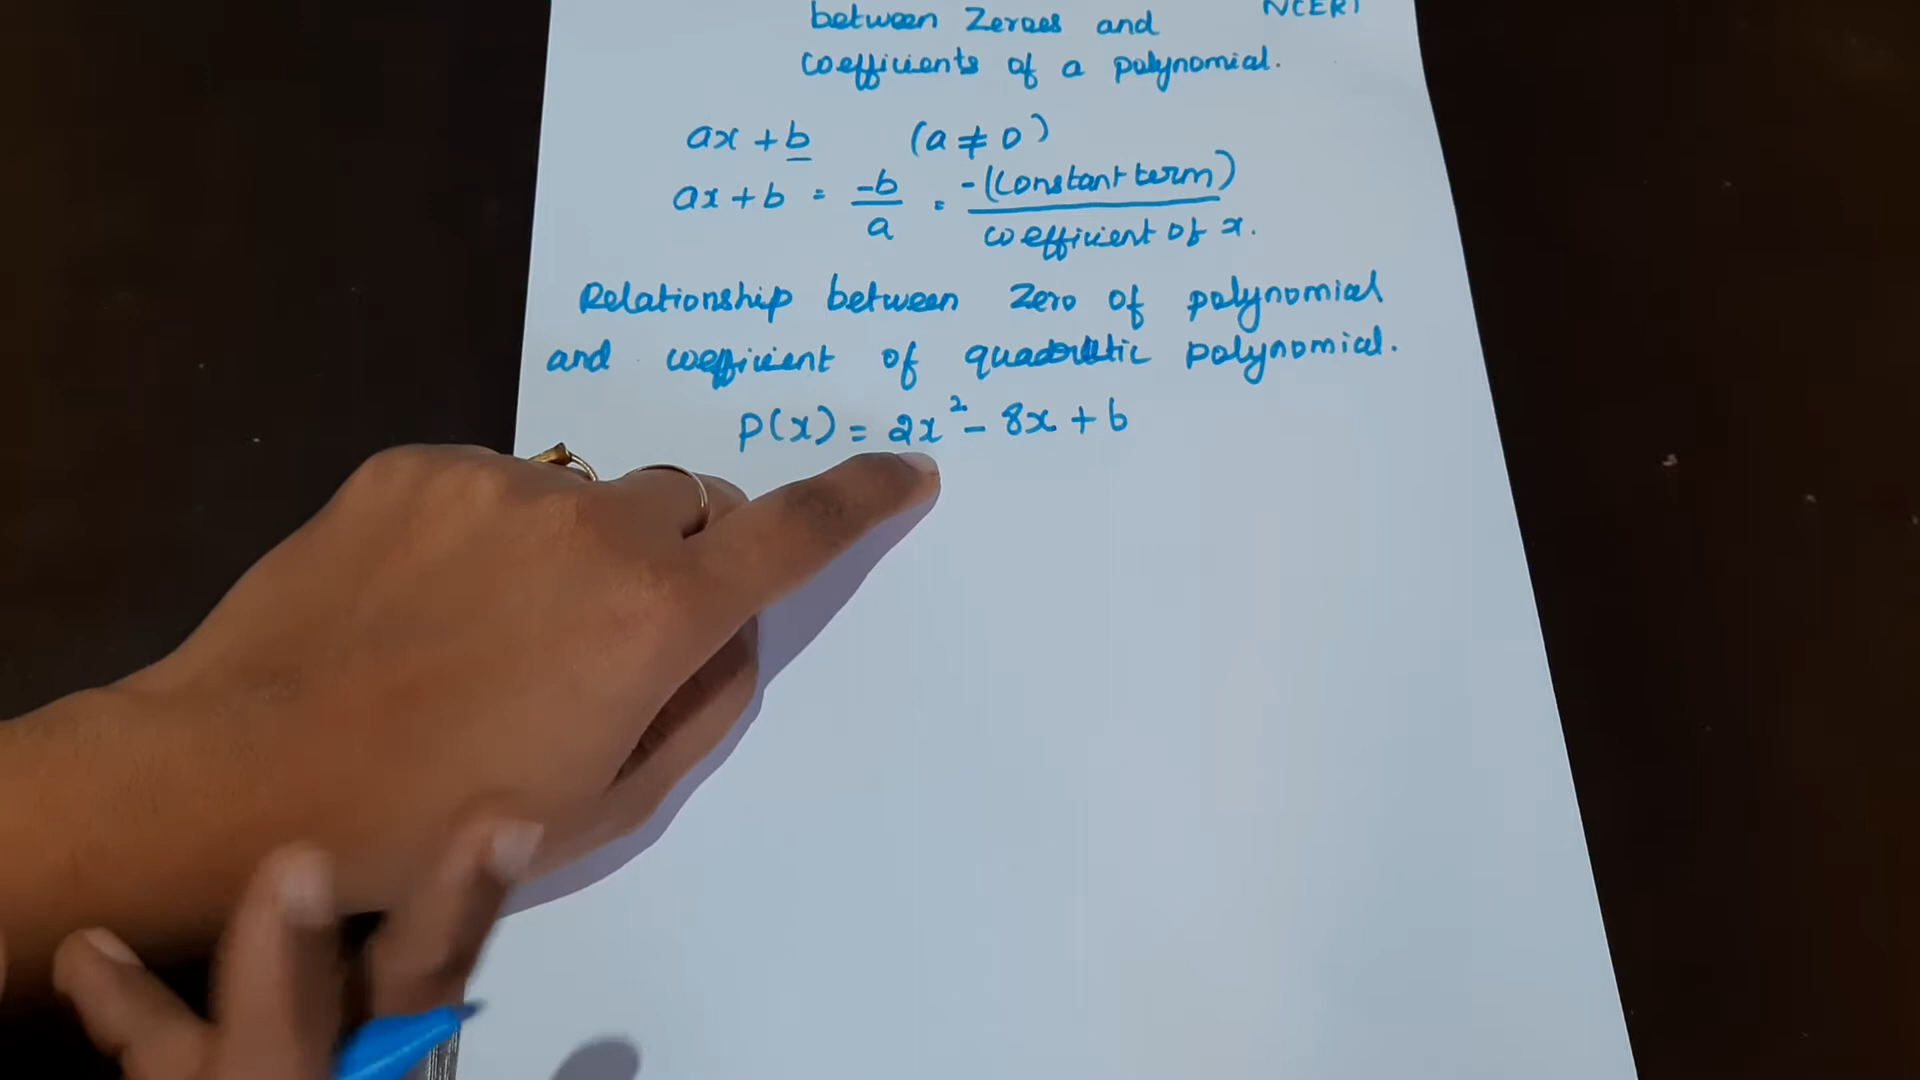 between Zeroes and NCERT
coefficients of a polynomial.
ax + b (a ≠ 0)
ax + b = -b/a = -(Constant term)/coefficient of x.
Relationship between Zero of polynomial
and coefficient of quadratic polynomial.
P(x) = 2x² - 8x + 6